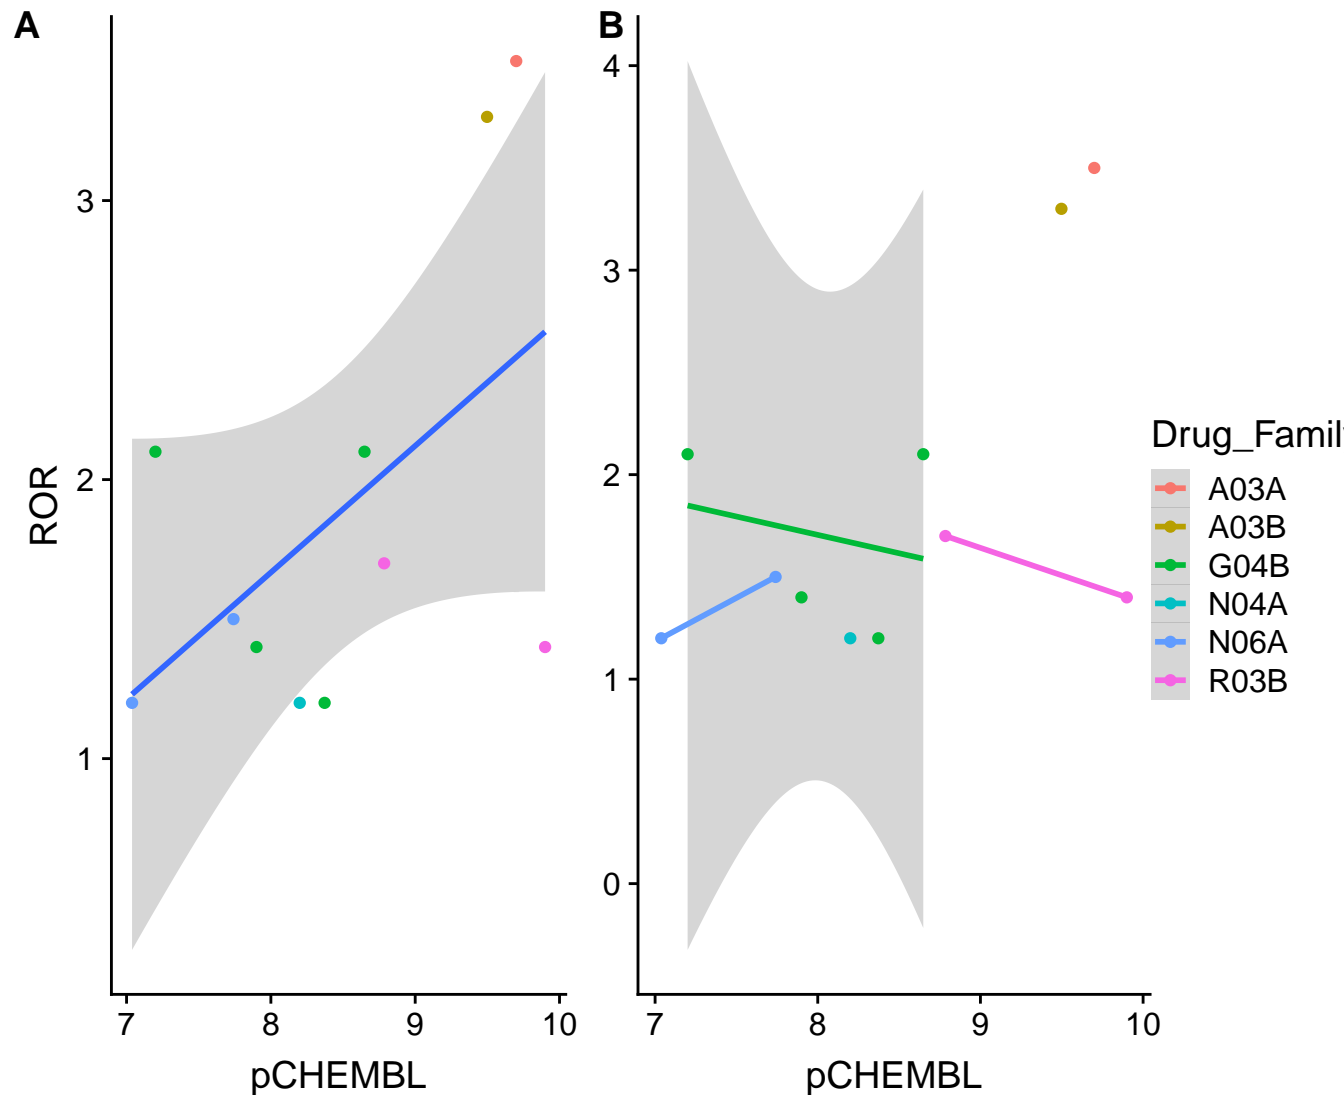 A
B
ROR
3
2
1
7 8 9 10
pCHEMBL
4
3
2
1
0
7 8 9 10
pCHEMBL
Drug_Famil
A03A
A03B
G04B
N04A
N06A
R03B